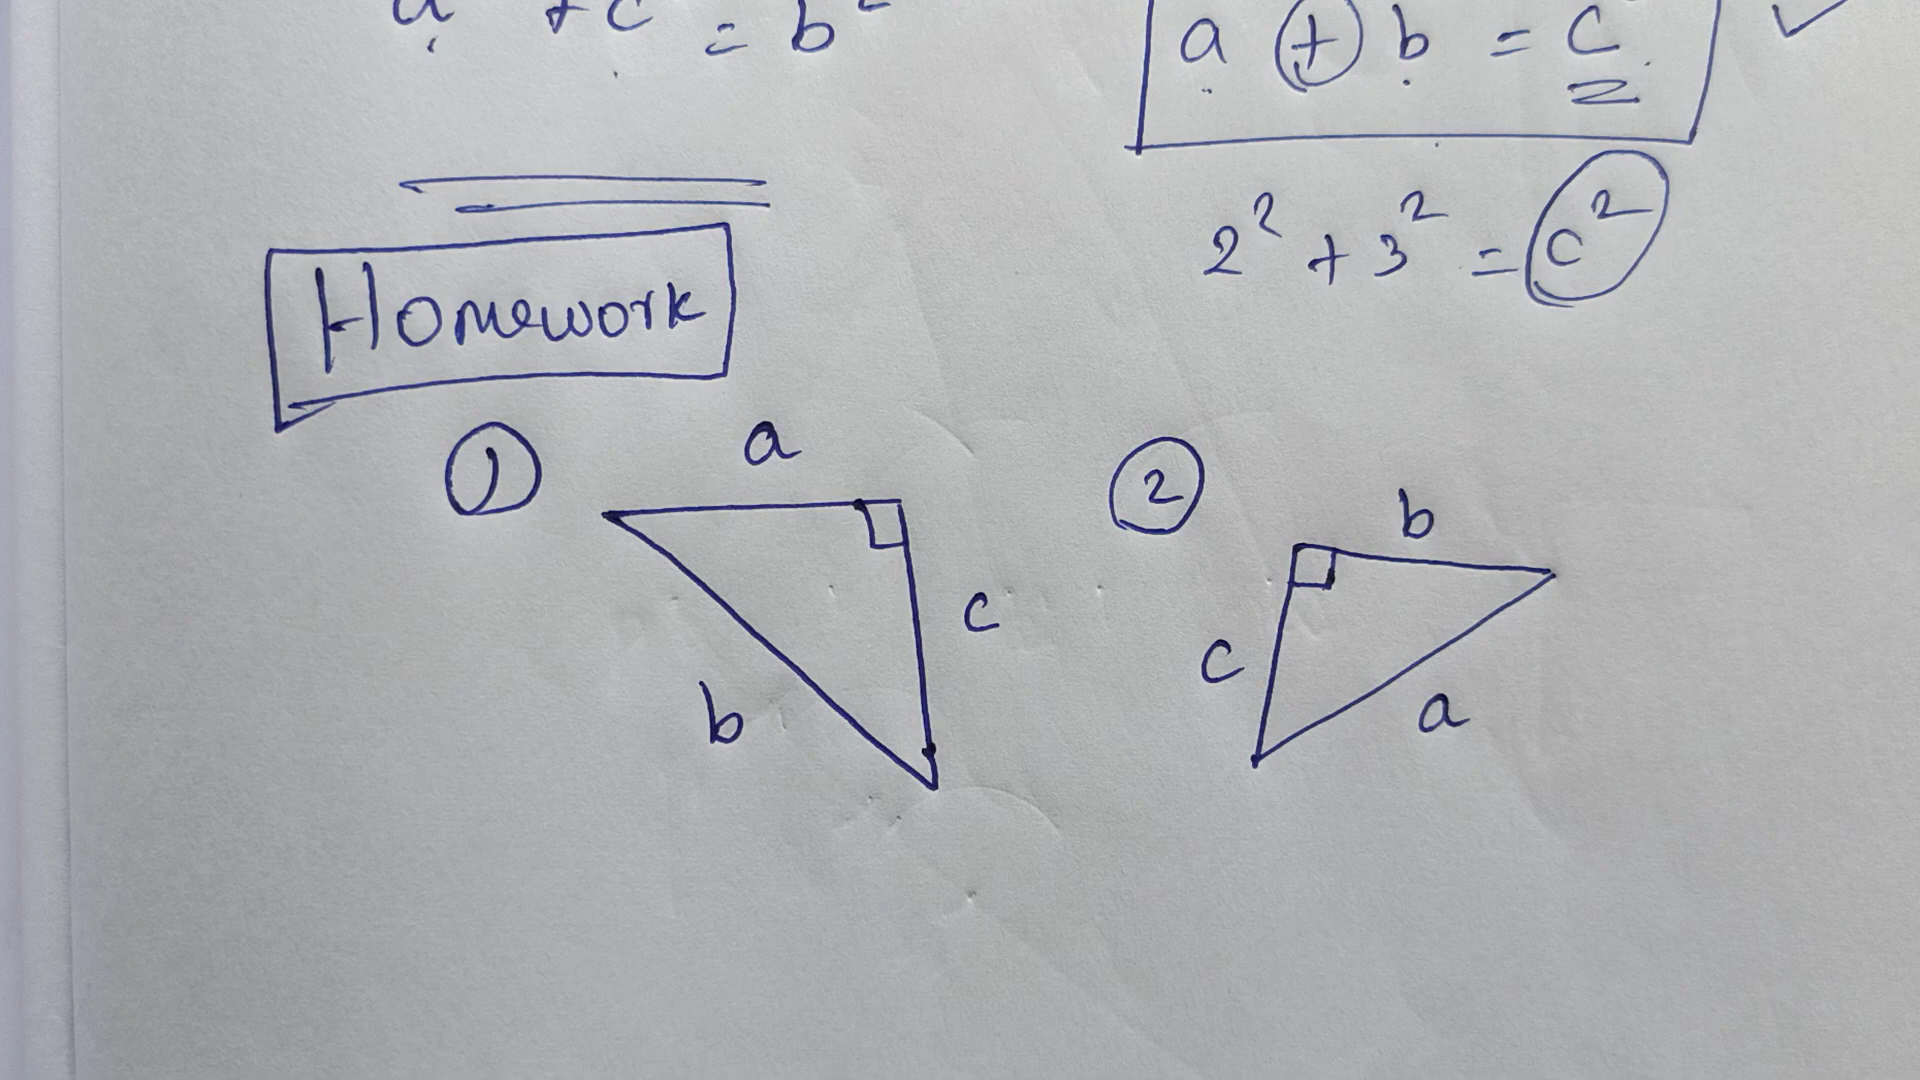 a + c = b²
a + b = c
2² + 3² = c²
Homework
1
a
c
b
2
b
c
a